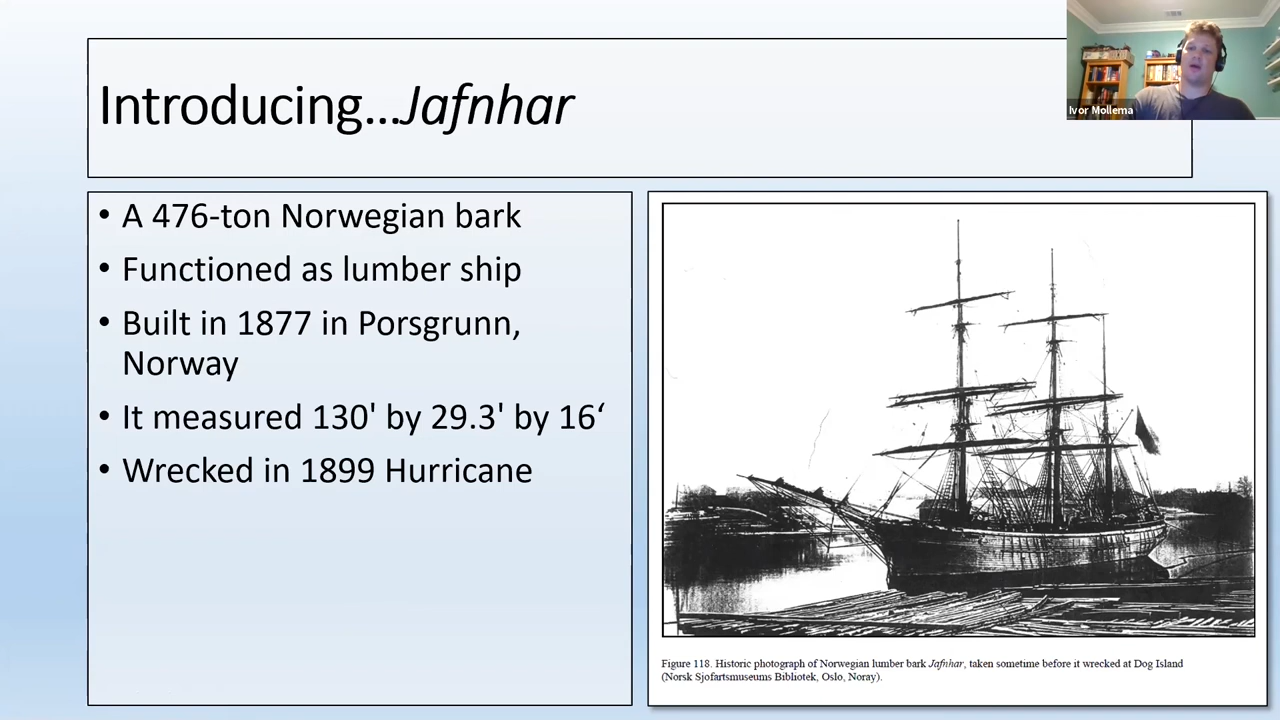 Introducing...Jafnhar
Ivor Mollema
• A 476-ton Norwegian bark
• Functioned as lumber ship
• Built in 1877 in Porsgrunn,
Norway
• It measured 130' by 29.3' by 16‘
• Wrecked in 1899 Hurricane
Figure 118. Historic photograph of Norwegian lumber bark Jafnhar, taken sometime before it wrecked at Dog Island
(Norsk Sjofartsmuseums Bibliotek, Oslo, Noray).